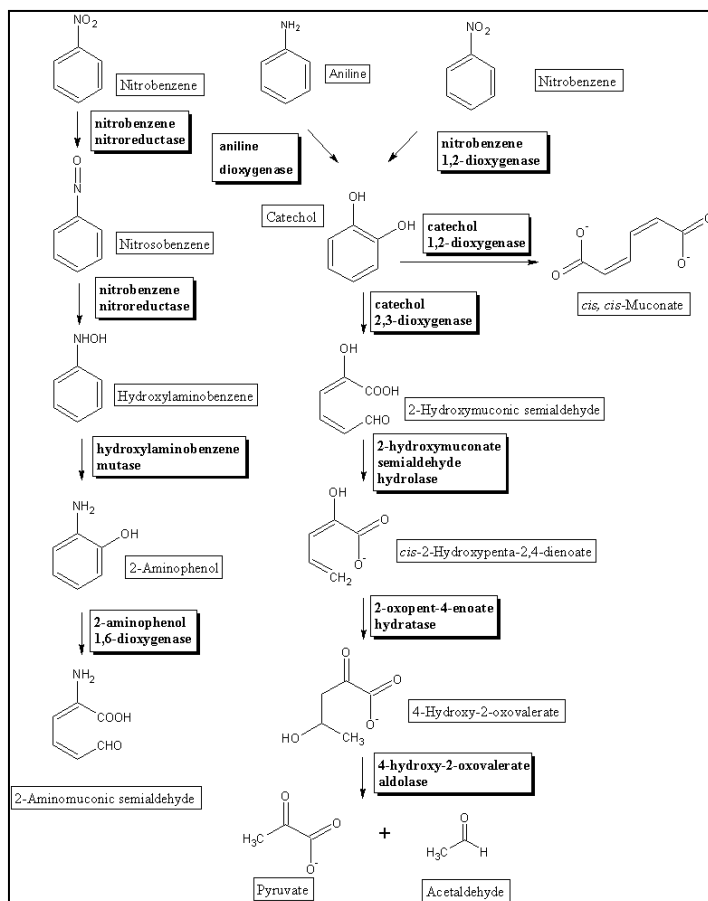 NO2
Nitrobenzene
nitrobenzene
nitroreductase
O
N
Nitrosobenzene
nitrobenzene
nitroreductase
NHOH
Hydroxylaminobenzene
hydroxylaminobenzene
mutase
NH2
OH
2-Aminophenol
2-aminophenol
1,6-dioxygenase
NH2
COOH
CHO
2-Aminomuconic semialdehyde
NH2
Aniline
aniline
dioxygenase
NO2
Nitrobenzene
nitrobenzene
1,2-dioxygenase
OH
OH
Catechol
catechol
1,2-dioxygenase
O-
O
O
O-
cis, cis-Muconate
catechol
2,3-dioxygenase
OH
COOH
CHO
2-Hydroxymuconic semialdehyde
2-hydroxymuconate
semialdehyde
hydrolase
OH
O
O-
CH2
cis-2-Hydroxypenta-2,4-dienoate
2-oxopent-4-enoate
hydratase
O
O
O-
HO
CH3
4-Hydroxy-2-oxovalerate
4-hydroxy-2-oxovalerate
aldolase
O
O
H3C
O-
Pyruvate
+
O
H3C
H
Acetaldehyde